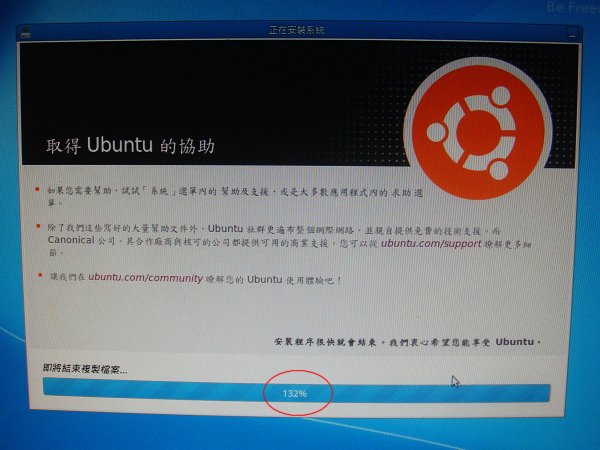 Be Free
正在安裝系統
取得 Ubuntu 的協助
如果您需要幫助，試試「系統」選單內的 幫助及支援，或是大多數應用程式內的 求助 選
單。
除了我們這些寫好的大量幫助文件外，Ubuntu 社群更遍布整個網際網路，並親自提供免費的技術支援。而
Canonical 公司、其合作廠商與核可的公司都提供可用的商業支援。您可以從 ubuntu.com/support 瞭解更多細
節。
讓我們在 ubuntu.com/community 瞭解您的 Ubuntu 使用體驗吧！
安裝程序很快就會結束。我們衷心希望您能享受 Ubuntu。
即將結束複製檔案...
132%